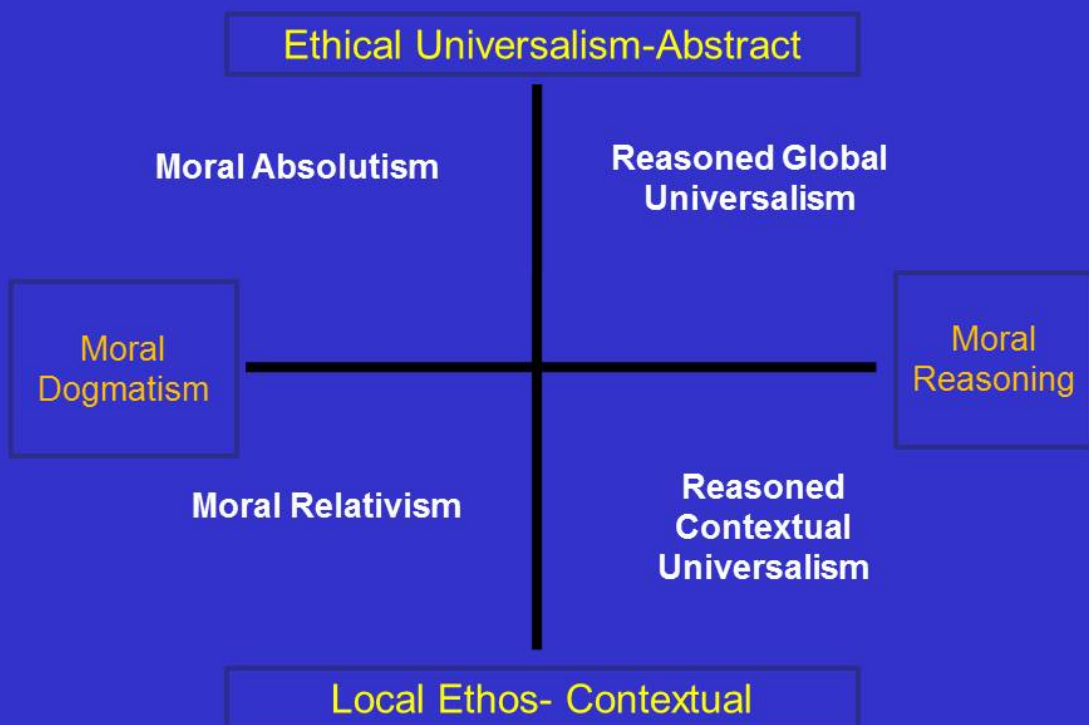 Ethical Universalism-Abstract
Moral Absolutism
Reasoned Global
Universalism
Moral
Dogmatism
Moral
Reasoning
Moral Relativism
Reasoned
Contextual
Universalism
Local Ethos- Contextual